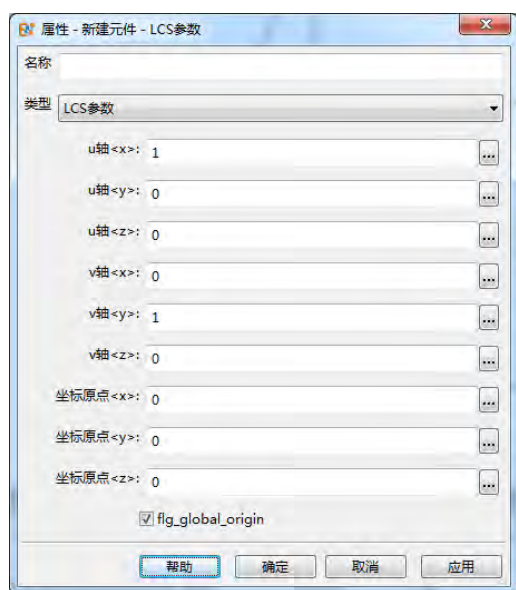 属性 - 新建元件 - LCS参数
名称
类型 LCS参数
u轴<x>: 1 ...
u轴<y>: 0 ...
u轴<z>: 0 ...
v轴<x>: 0 ...
v轴<y>: 1 ...
v轴<z>: 0 ...
坐标原点<x>: 0 ...
坐标原点<y>: 0 ...
坐标原点<z>: 0 ...
flg_global_origin
帮助 确定 取消 应用